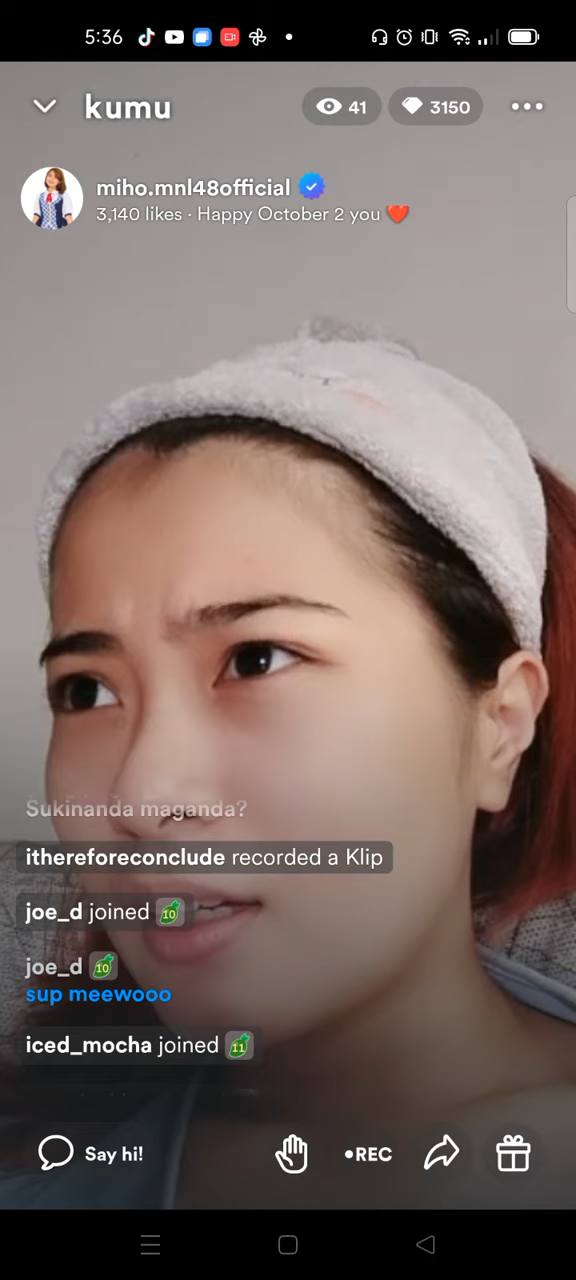 5:36
kumu
41
3150
miho.mnl48official
3,140 likes · Happy October 2 you ❤️
Sukinanda maganda?
ithereforeconclude recorded a Klip
joe_d joined 10
joe_d 10
sup meewooo
iced_mocha joined 11
Say hi!
•REC